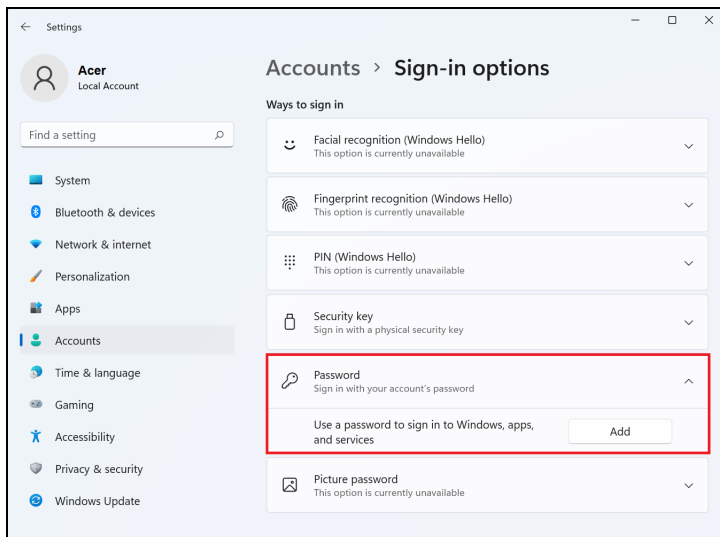 Settings
Acer
Local Account
Find a setting
System
Bluetooth & devices
Network & internet
Personalization
Apps
Accounts
Time & language
Gaming
Accessibility
Privacy & security
Windows Update
Accounts > Sign-in options
Ways to sign in
Facial recognition (Windows Hello)
This option is currently unavailable
Fingerprint recognition (Windows Hello)
This option is currently unavailable
PIN (Windows Hello)
This option is currently unavailable
Security key
Sign in with a physical security key
Password
Sign in with your account's password
Use a password to sign in to Windows, apps,
and services
Add
Picture password
This option is currently unavailable